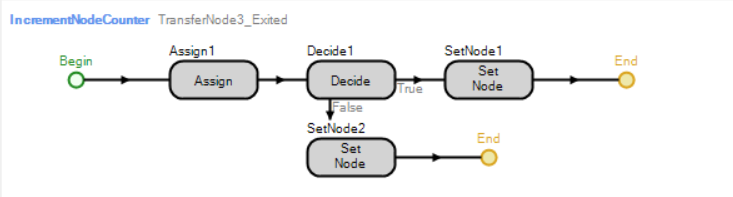 IncrementNodeCounter TransferNode3_Exited
Begin
Assign1
Assign
Decide1
Decide
True
False
SetNode1
Set
Node
End
SetNode2
Set
Node
End